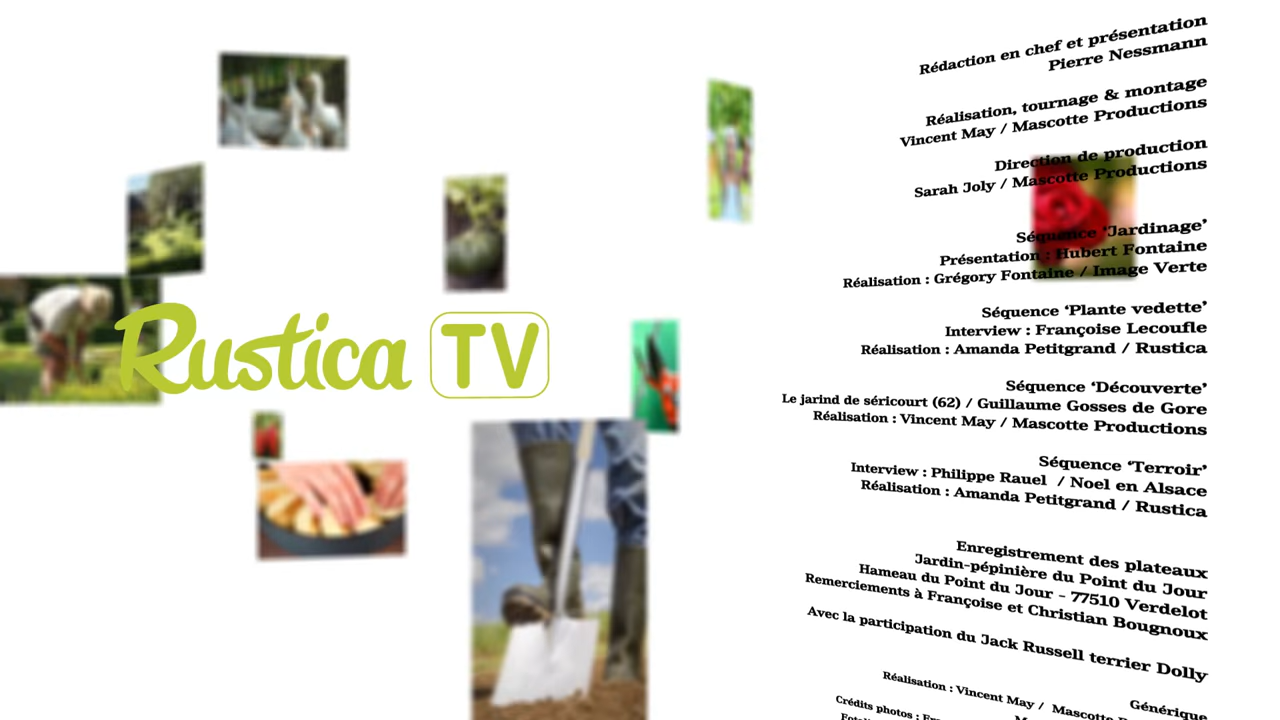 Rustica TV
Rédaction en chef et présentation
Pierre Nessmann
Réalisation, tournage & montage
Vincent May / Mascotte Productions
Direction de production
Sarah Joly / Mascotte Productions
Séquence ‘Jardinage’
Présentation : Hubert Fontaine
Réalisation : Grégory Fontaine / Image Verte
Séquence ‘Plante vedette’
Interview : Françoise Lecoufle
Réalisation : Amanda Petitgrand / Rustica
Séquence ‘Découverte’
Le jarind de séricourt (62) / Guillaume Gosses de Gore
Réalisation : Vincent May / Mascotte Productions
Séquence ‘Terroir’
Interview : Philippe Rauel / Noel en Alsace
Réalisation : Amanda Petitgrand / Rustica
Enregistrement des plateaux
Jardin-pépinière du Point du Jour
Hameau du Point du Jour - 77510 Verdelot
Remerciements à Françoise et Christian Bougnoux
Avec la participation du Jack Russell terrier Dolly
Générique
Réalisation : Vincent May / Mascotte
Crédits photos :